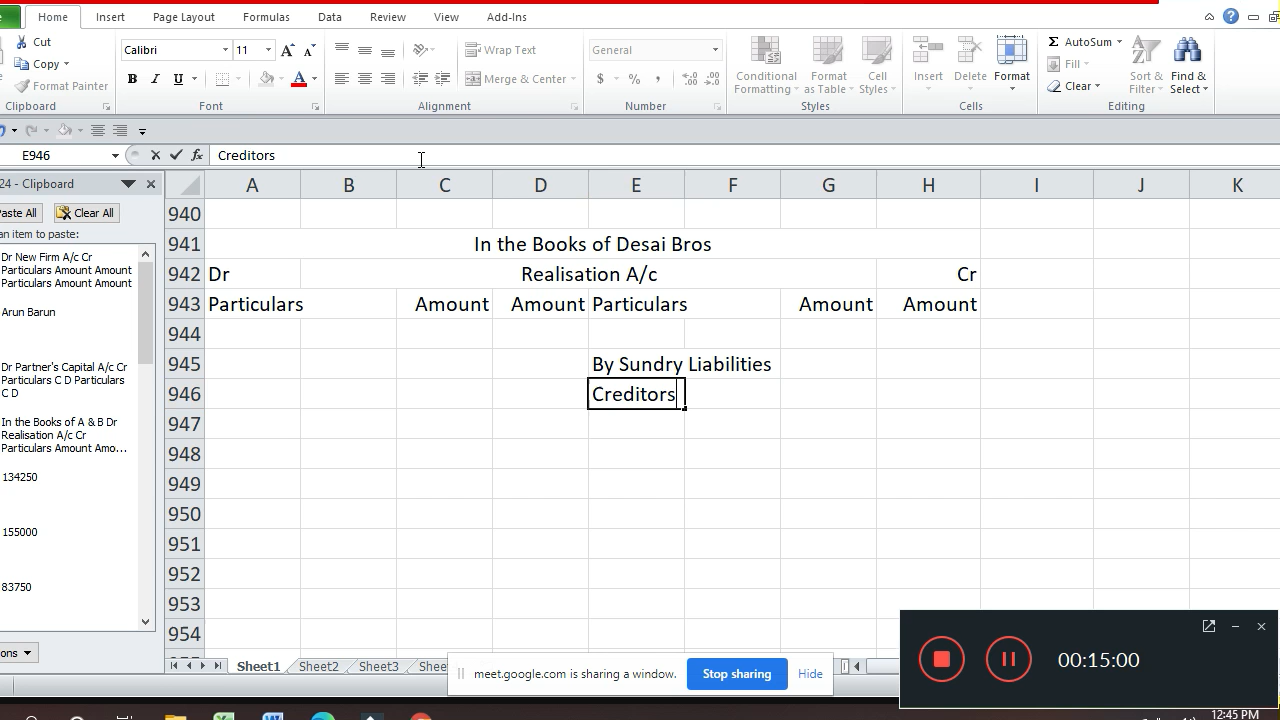 Home Insert Page Layout Formulas Data Review View Add-Ins
Cut
Copy
Format Painter
Clipboard
Calibri 11
B I U
Font
Wrap Text
Merge & Center
Alignment
General
$ % ,
Number
Conditional Formatting
Format as Table
Cell Styles
Styles
Insert Delete Format
Cells
AutoSum
Fill
Clear
Sort & Filter
Find & Select
Editing
E946 fx Creditors
24 - Clipboard
Paste All Clear All
an item to paste:
Dr New Firm A/c Cr
Particulars Amount Amount
Particulars Amount Amount
Arun Barun
Dr Partner's Capital A/c Cr
Particulars C D Particulars
C D
In the Books of A & B Dr
Realisation A/c Cr
Particulars Amount Amo...
134250
155000
83750
A B C D E F G H I J K
940
941 In the Books of Desai Bros
942 Dr Realisation A/c Cr
943 Particulars Amount Amount Particulars Amount Amount
944
945 By Sundry Liabilities
946 Creditors
947
948
949
950
951
952
953
954
Sheet1 Sheet2 Sheet3
meet.google.com is sharing a window. Stop sharing Hide
00:15:00
12:45 PM